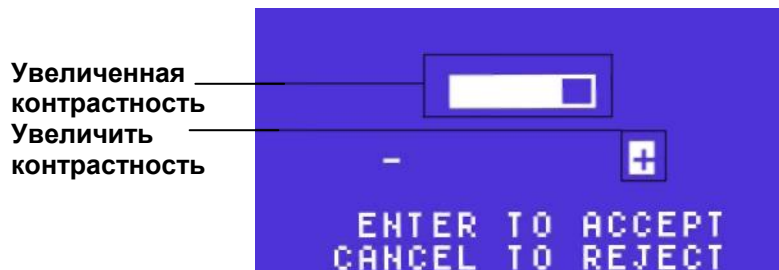 Увеличенная
контрастность
Увеличить
контрастность
- +
ENTER TO ACCEPT
CANCEL TO REJECT